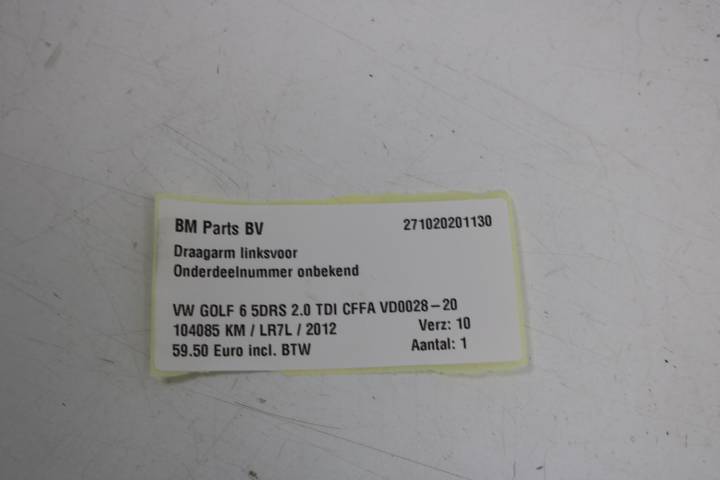 BM Parts BV 271020201130
Draagarm linksvoor
Onderdeelnummer onbekend
VW GOLF 6 5DRS 2.0 TDI CFFA VD0028-20
104085 KM / LR7L / 2012 Verz: 10
59.50 Euro incl. BTW Aantal: 1